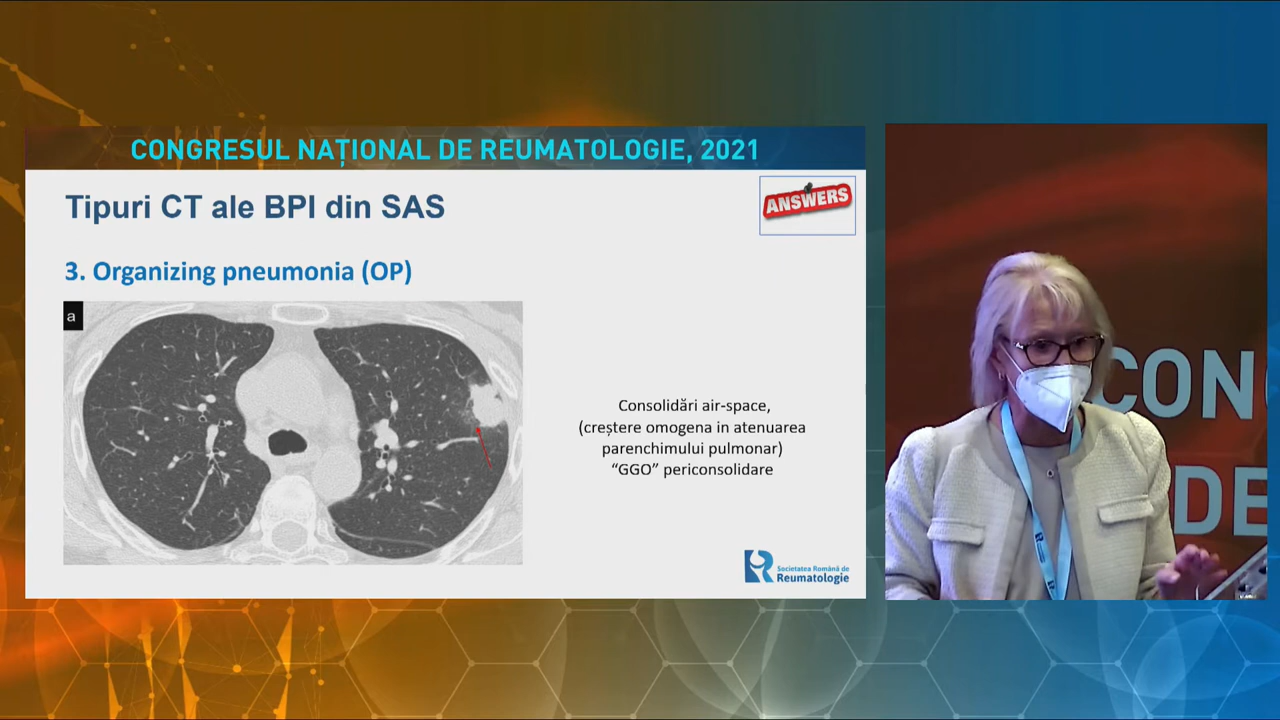 CONGRESUL NAȚIONAL DE REUMATOLOGIE, 2021
Tipuri CT ale BPI din SAS
ANSWERS
3. Organizing pneumonia (OP)
a
Consolidări air-space,
(creștere omogena in atenuarea
parenchimului pulmonar)
“GGO” periconsolidare
Societatea Română de
Reumatologie
CON
DE